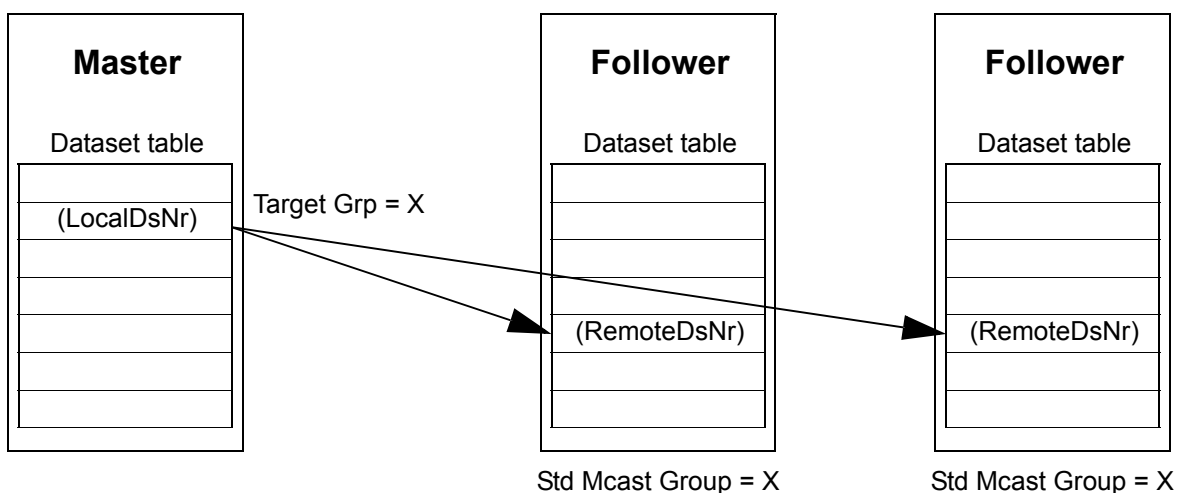 Master
Follower
Follower
Dataset table
Dataset table
Dataset table
(LocalDsNr)
Target Grp = X
(RemoteDsNr)
(RemoteDsNr)
Std Mcast Group = X
Std Mcast Group = X